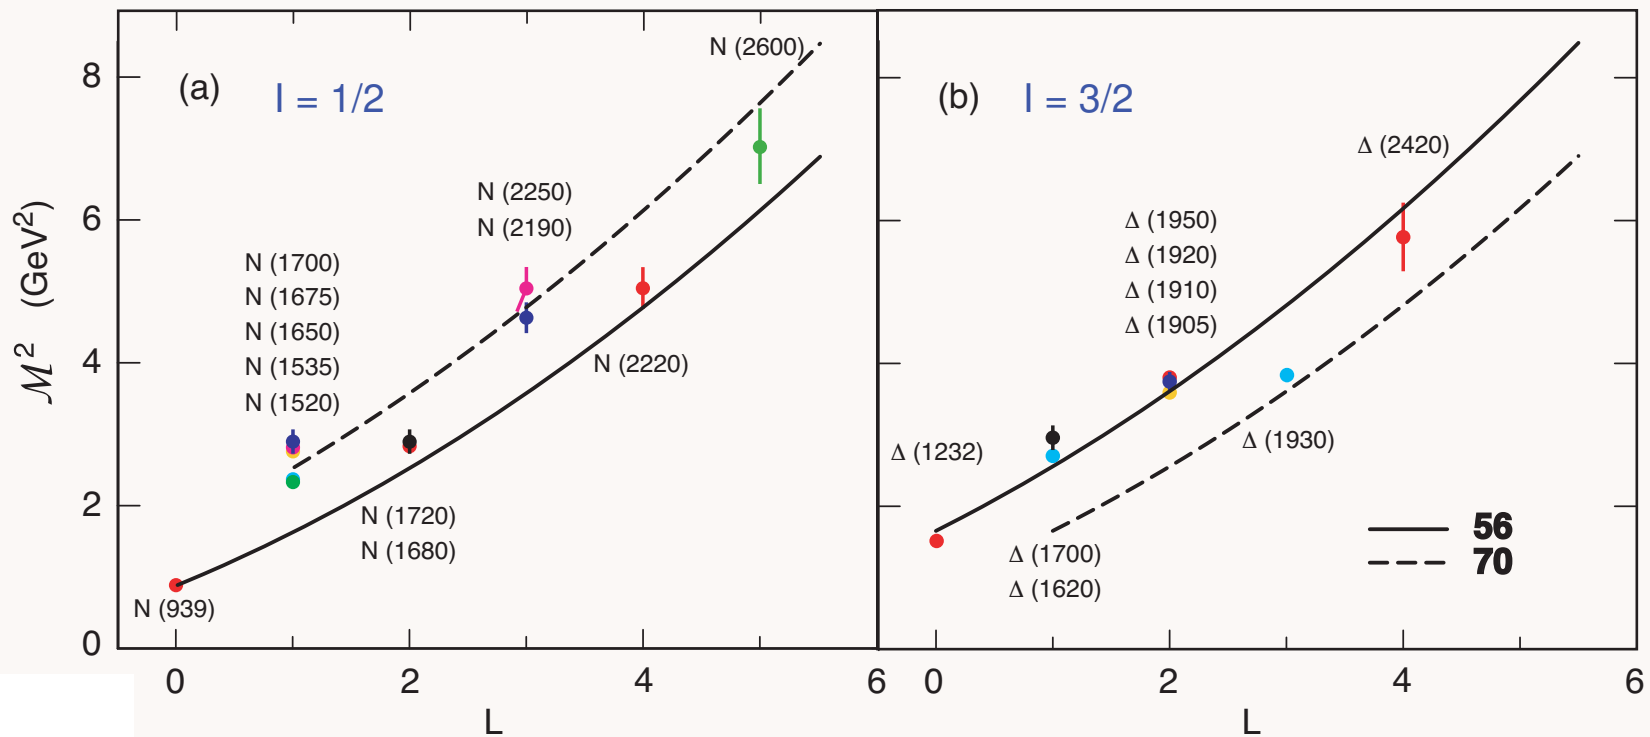 (a)
I = 1/2
N (2600)
N (2250)
N (2190)
N (1700)
N (1675)
N (1650)
N (1535)
N (1520)
N (2220)
N (1720)
N (1680)
N (939)
8
6
4
2
0
ℳ² (GeV²)
0 2 4 6
L
(b)
I = 3/2
Δ (2420)
Δ (1950)
Δ (1920)
Δ (1910)
Δ (1905)
Δ (1232)
Δ (1930)
Δ (1700)
Δ (1620)
56
70
0 2 4 6
L